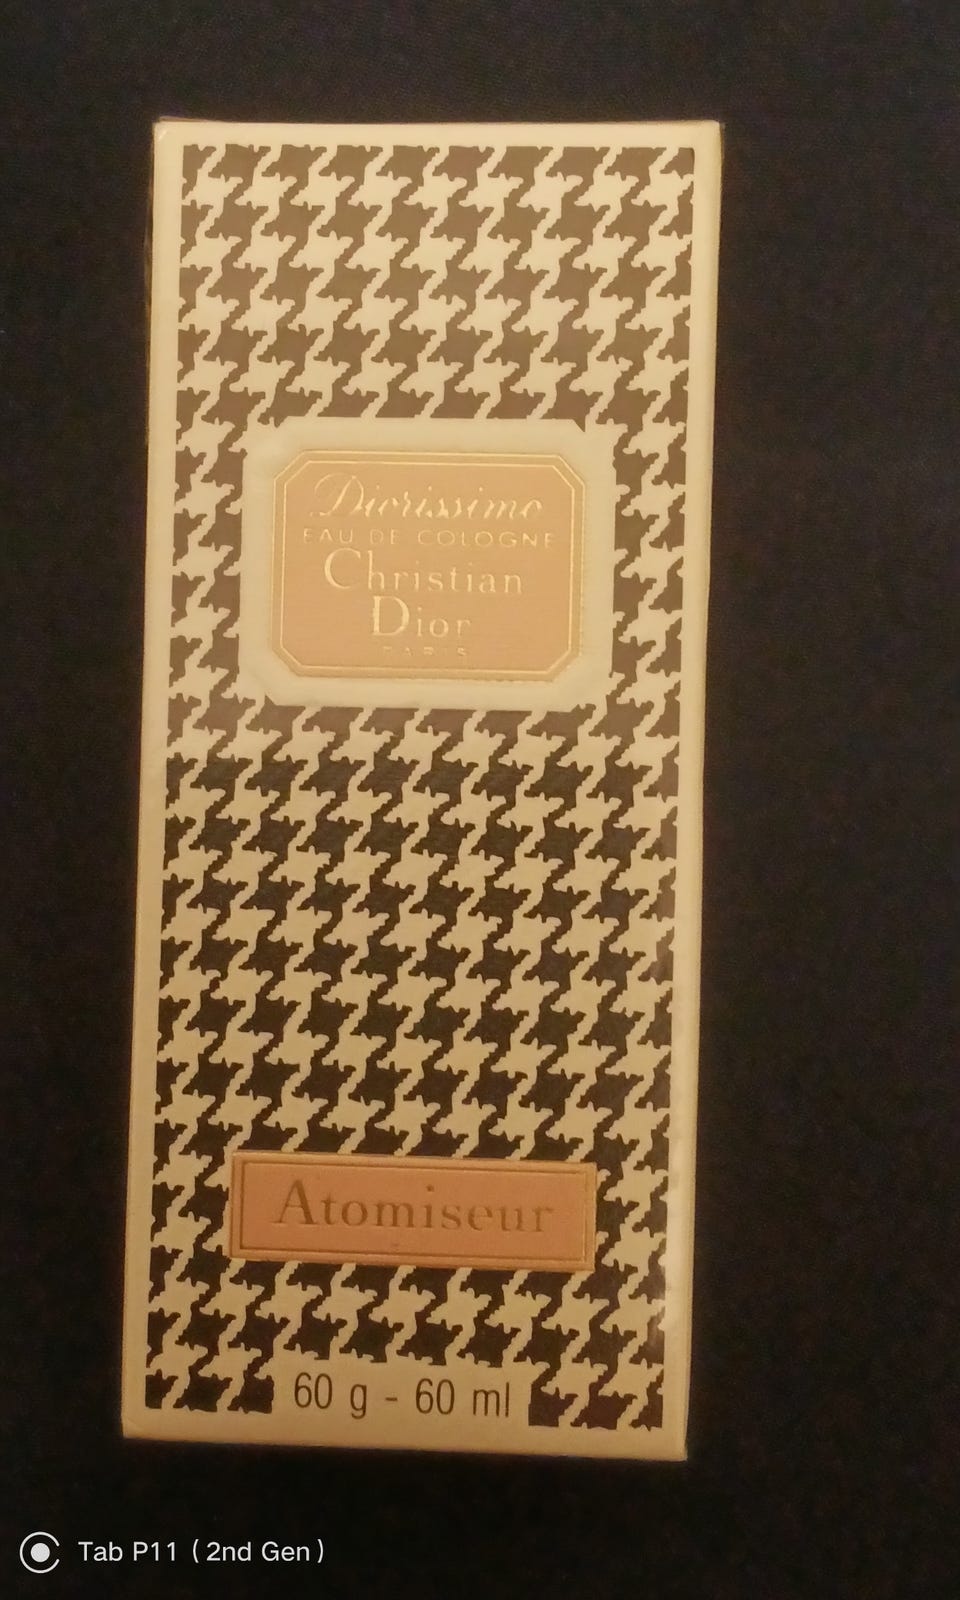 Diorissimo
EAU DE COLOGNE
Christian
Dior
PARIS
Atomiseur
60 g - 60 ml
Tab P11 (2nd Gen)